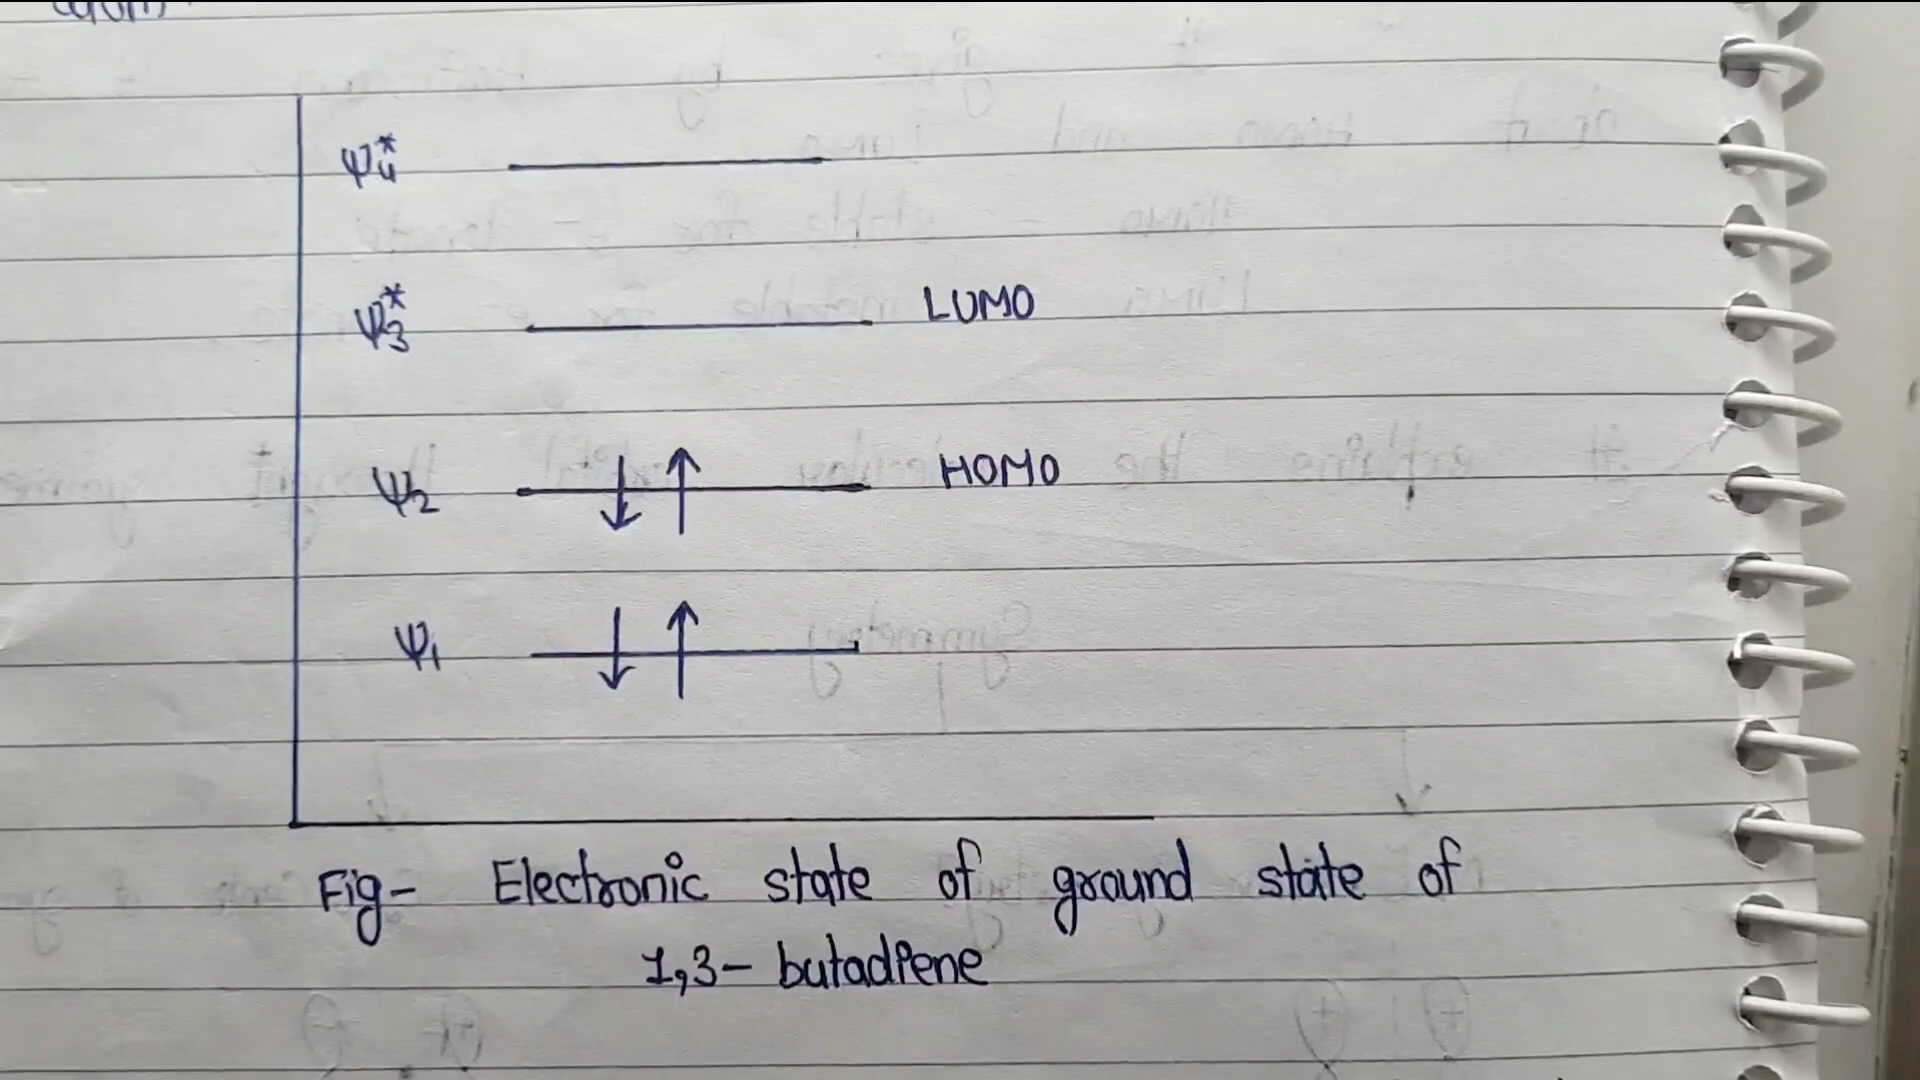 ψ₄*
ψ₃* LUMO
ψ₂ HOMO
ψ₁
Fig- Electronic state of ground state of
1,3- butadiene